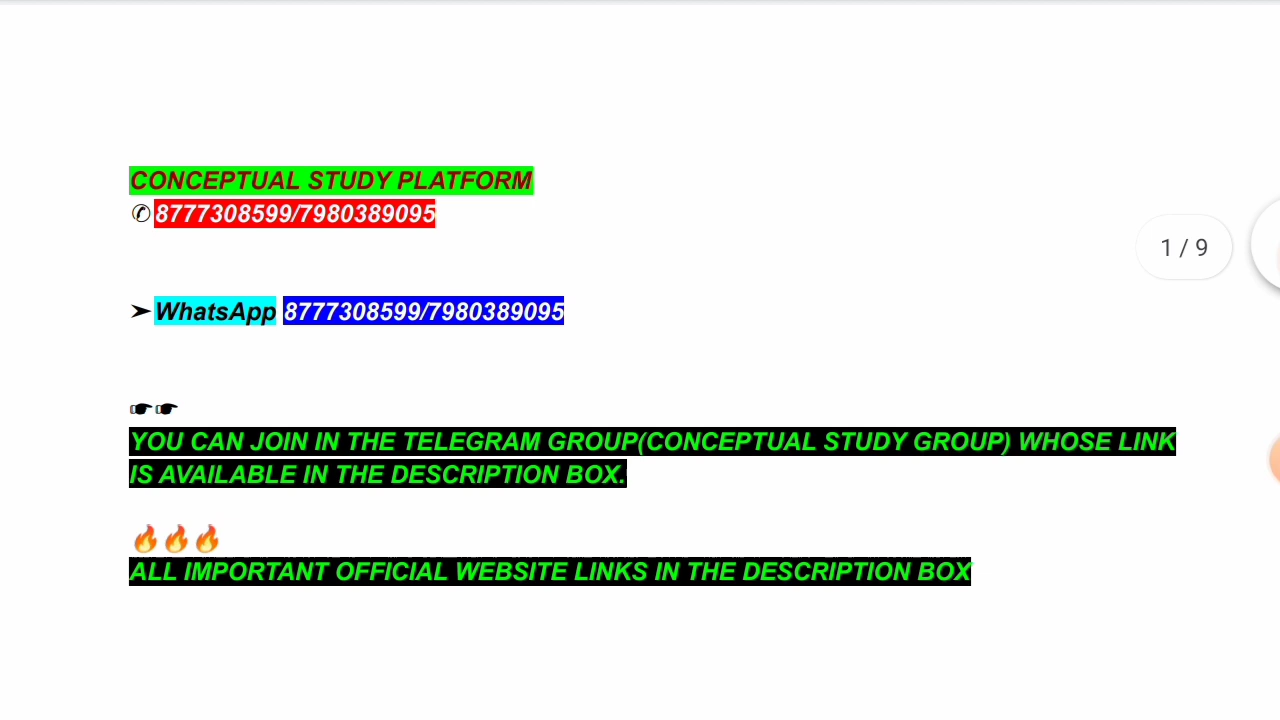 CONCEPTUAL STUDY PLATFORM
✆8777308599/7980389095
➤WhatsApp 8777308599/7980389095
☛☛
YOU CAN JOIN IN THE TELEGRAM GROUP(CONCEPTUAL STUDY GROUP) WHOSE LINK
IS AVAILABLE IN THE DESCRIPTION BOX.
🔥🔥🔥
ALL IMPORTANT OFFICIAL WEBSITE LINKS IN THE DESCRIPTION BOX
1 / 9